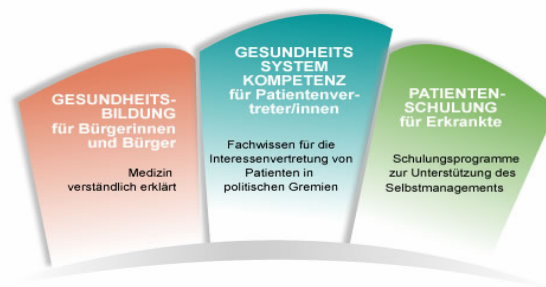 GESUNDHEITS-
BILDUNG
für Bürgerinnen
und Bürger
Medizin
verständlich erklärt
GESUNDHEITS
SYSTEM
KOMPETENZ
für Patientenver-
treter/innen
Fachwissen für die
Interessenvertretung von
Patienten in
politischen Gremien
PATIENTEN-
SCHULUNG
für Erkrankte
Schulungsprogramme
zur Unterstützung des
Selbstmanagements